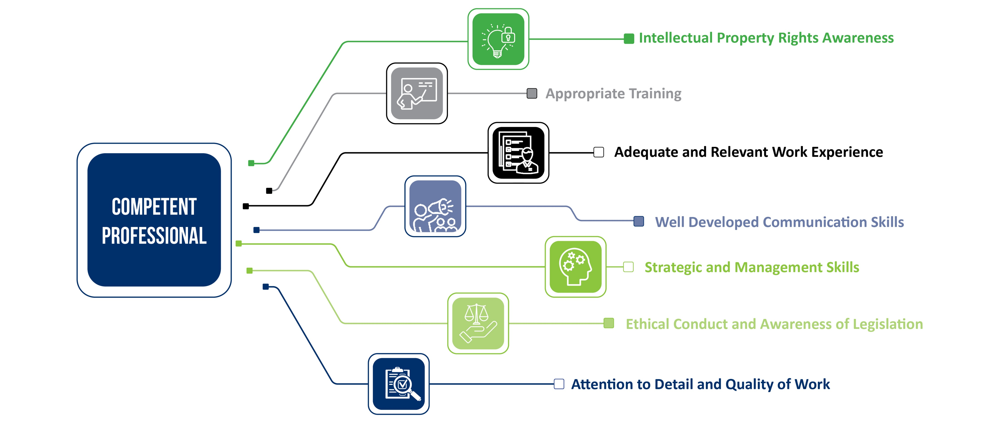 Intellectual Property Rights Awareness
Appropriate Training
Adequate and Relevant Work Experience
COMPETENT
PROFESSIONAL
Well Developed Communication Skills
Strategic and Management Skills
Ethical Conduct and Awareness of Legislation
Attention to Detail and Quality of Work